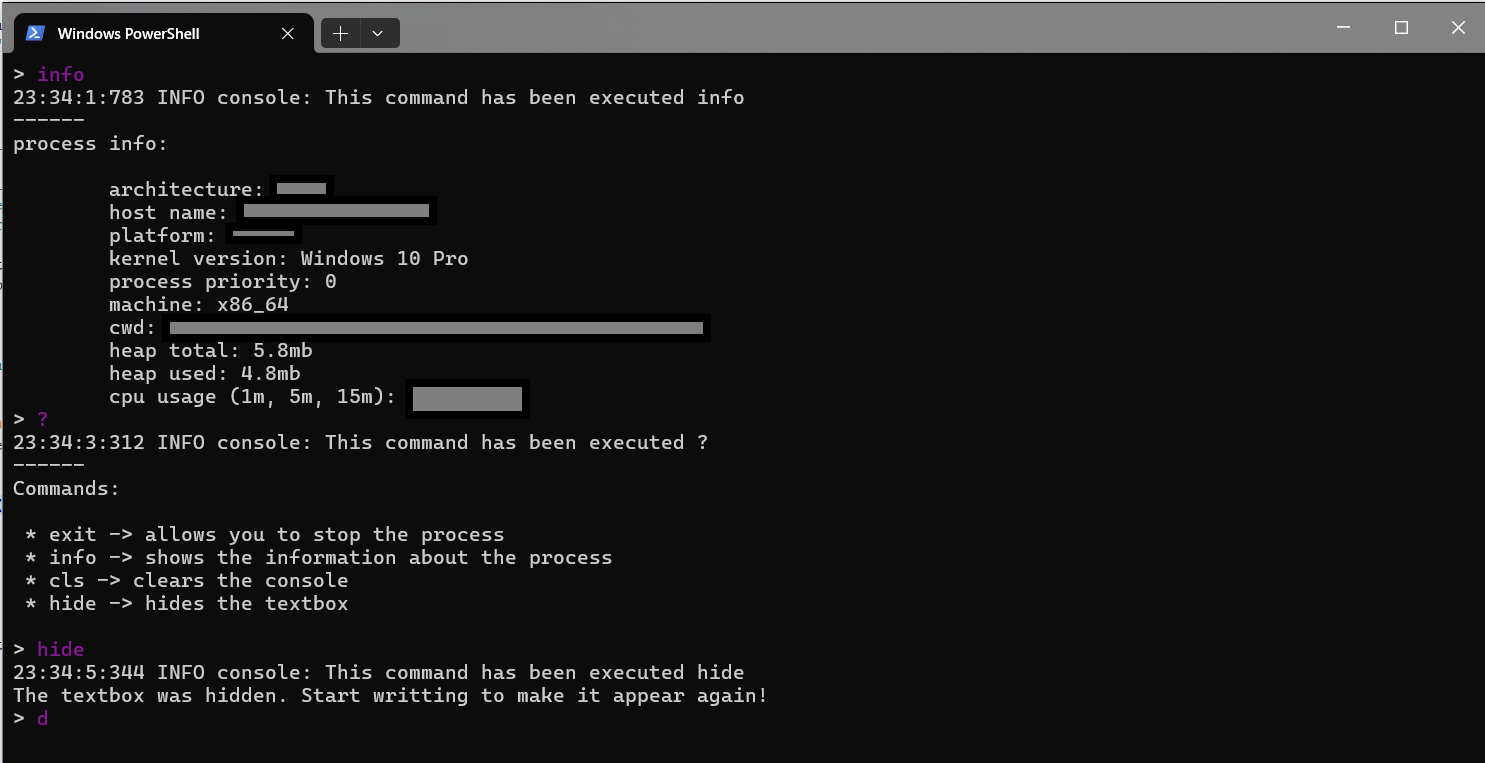 Windows PowerShell
> info
23:34:1:783 INFO console: This command has been executed info
------
process info:
architecture:
host name:
platform:
kernel version: Windows 10 Pro
process priority: 0
machine: x86_64
cwd:
heap total: 5.8mb
heap used: 4.8mb
cpu usage (1m, 5m, 15m):
> ?
23:34:3:312 INFO console: This command has been executed ?
------
Commands:
* exit -> allows you to stop the process
* info -> shows the information about the process
* cls -> clears the console
* hide -> hides the textbox
> hide
23:34:5:344 INFO console: This command has been executed hide
The textbox was hidden. Start writting to make it appear again!
> d